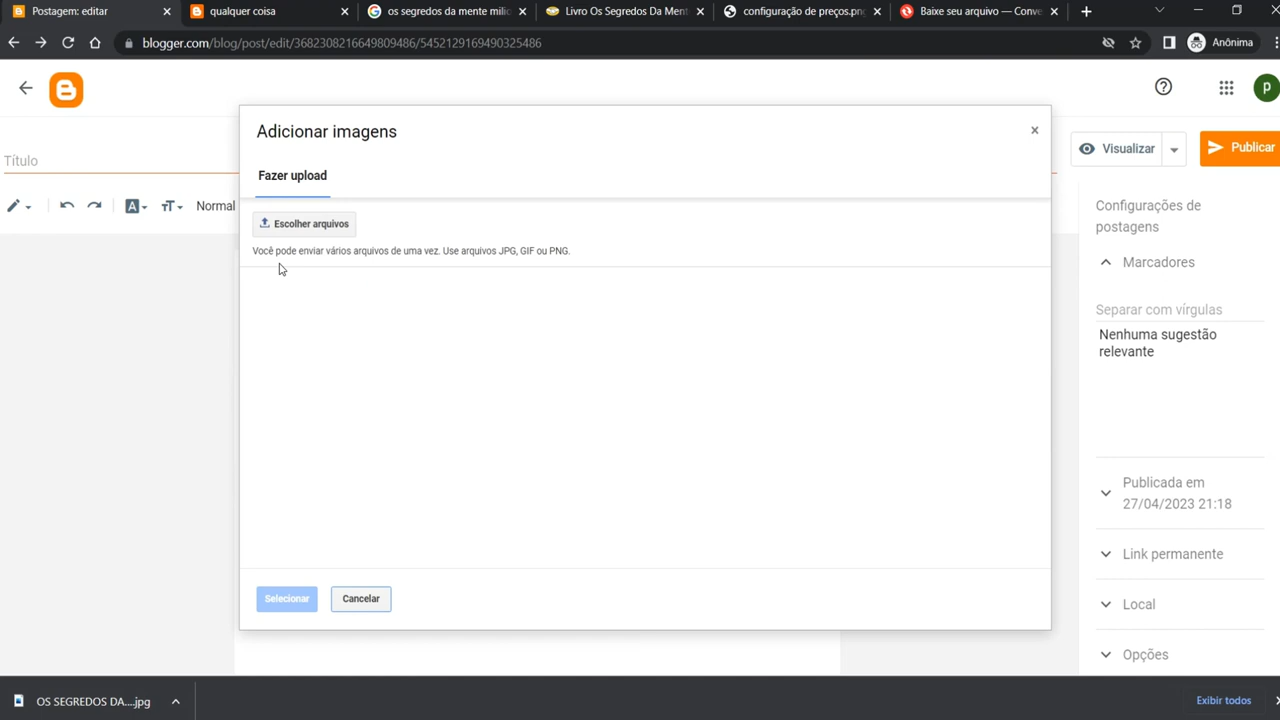 Postagem: editar
qualquer coisa
os segredos da mente milio
Livro Os Segredos Da Ment
configuração de preços.png
Baixe seu arquivo — Conve
blogger.com/blog/post/edit/3682308216649809486/5452129169490325486
Anônima
p
Adicionar imagens
x
Visualizar
Publicar
Título
Fazer upload
Normal
Configurações de
postagens
Escolher arquivos
Você pode enviar vários arquivos de uma vez. Use arquivos JPG, GIF ou PNG.
Marcadores
Separar com vírgulas
Nenhuma sugestão
relevante
Publicada em
27/04/2023 21:18
Link permanente
Selecionar
Cancelar
Local
Opções
OS SEGREDOS DA....jpg
Exibir todos